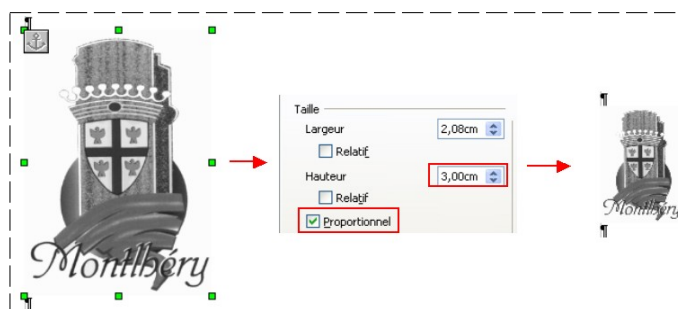 ¶
Montlhéry
¶
Taille
Largeur 2,08cm
Relatif
Hauteur 3,00cm
Relatif
Proportionnel
¶
Montlhéry
¶